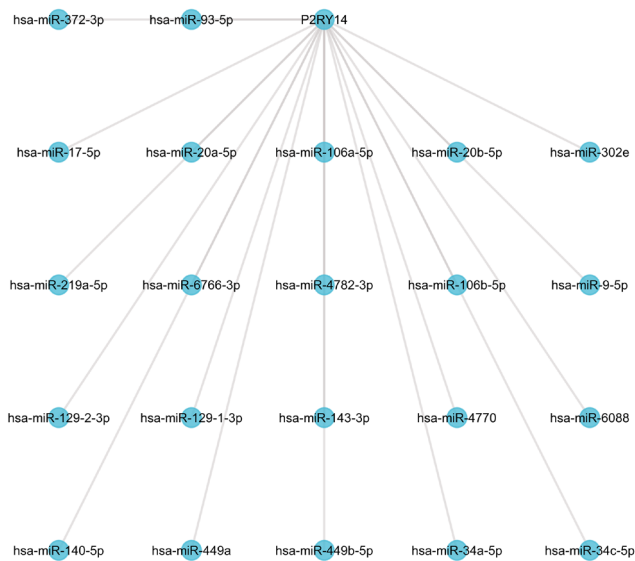 hsa-miR-372-3p hsa-miR-93-5p P2RY14
hsa-miR-17-5p hsa-miR-20a-5p hsa-miR-106a-5p hsa-miR-20b-5p hsa-miR-302e
hsa-miR-219a-5p hsa-miR-6766-3p hsa-miR-4782-3p hsa-miR-106b-5p hsa-miR-9-5p
hsa-miR-129-2-3p hsa-miR-129-1-3p hsa-miR-143-3p hsa-miR-4770 hsa-miR-6088
hsa-miR-140-5p hsa-miR-449a hsa-miR-449b-5p hsa-miR-34a-5p hsa-miR-34c-5p